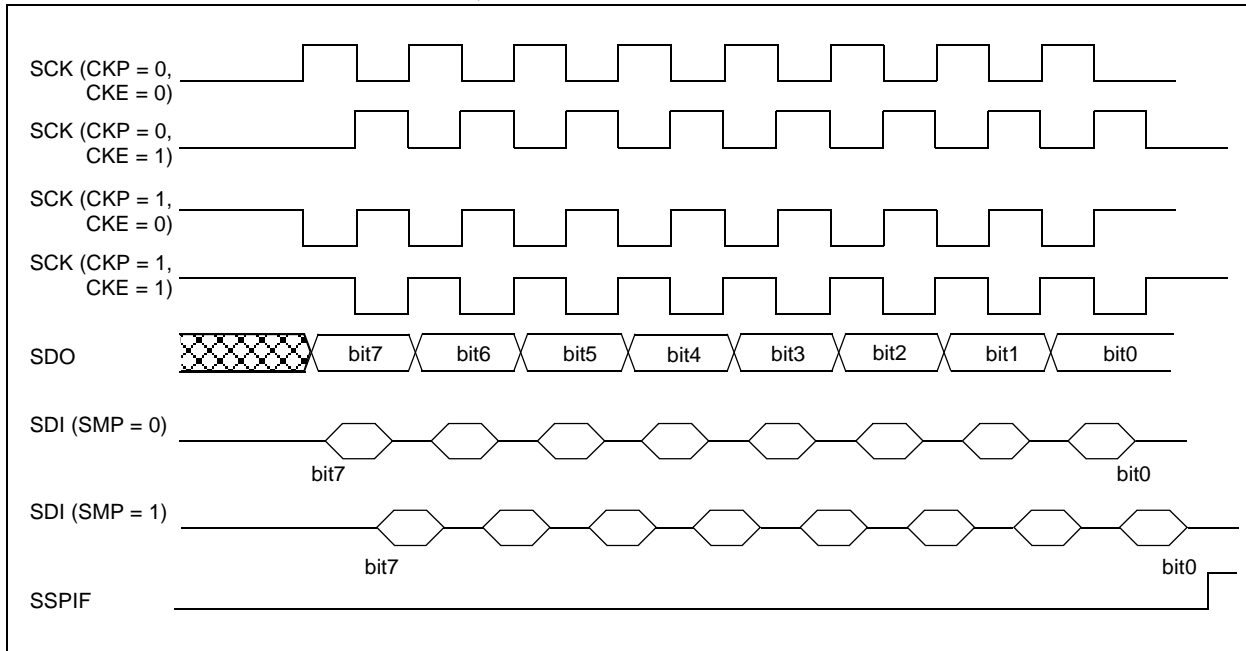 SCK (CKP = 0,
CKE = 0)
SCK (CKP = 0,
CKE = 1)
SCK (CKP = 1,
CKE = 0)
SCK (CKP = 1,
CKE = 1)
SDO bit7 bit6 bit5 bit4 bit3 bit2 bit1 bit0
SDI (SMP = 0)
bit7 bit0
SDI (SMP = 1)
bit7 bit0
SSPIF